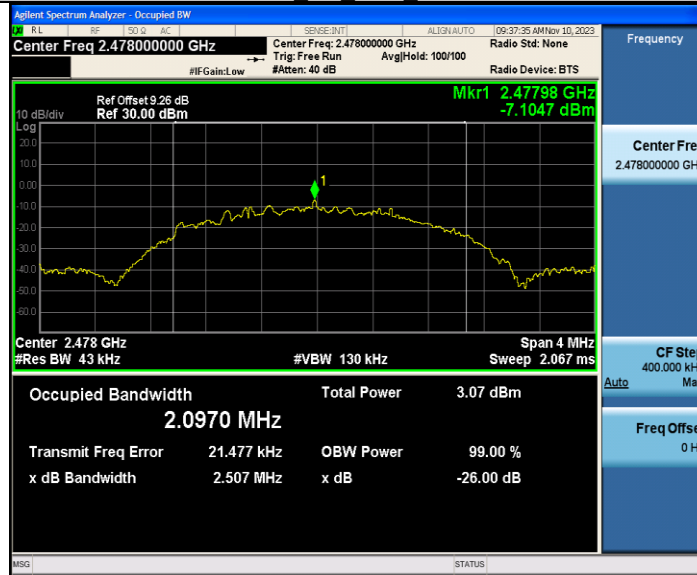 Agilent Spectrum Analyzer - Occupied BW
RL RF 50 Ω AC SENSE:INT ALIGN AUTO 09:37:35 AM Nov 10, 2023
Center Freq 2.478000000 GHz
Center Freq: 2.478000000 GHz
Radio Std: None
Trig: Free Run Avg|Hold: 100/100
#IFGain:Low
#Atten: 40 dB
Radio Device: BTS
Frequency
Ref Offset 9.26 dB
10 dB/div Ref 30.00 dBm
Mkr1 2.47798 GHz
-7.1047 dBm
Log
20.0
10.0
0.00
-10.0
-20.0
-30.0
-40.0
-50.0
-60.0
1
Center 2.478 GHz
Span 4 MHz
#Res BW 43 kHz
#VBW 130 kHz
Sweep 2.067 ms
Occupied Bandwidth
2.0970 MHz
Total Power 3.07 dBm
Transmit Freq Error 21.477 kHz
OBW Power 99.00 %
x dB Bandwidth 2.507 MHz
x dB -26.00 dB
Center Fre
2.478000000 GH
CF Ste
400.000 kH
Auto Ma
Freq Offse
0 H
MSG
STATUS